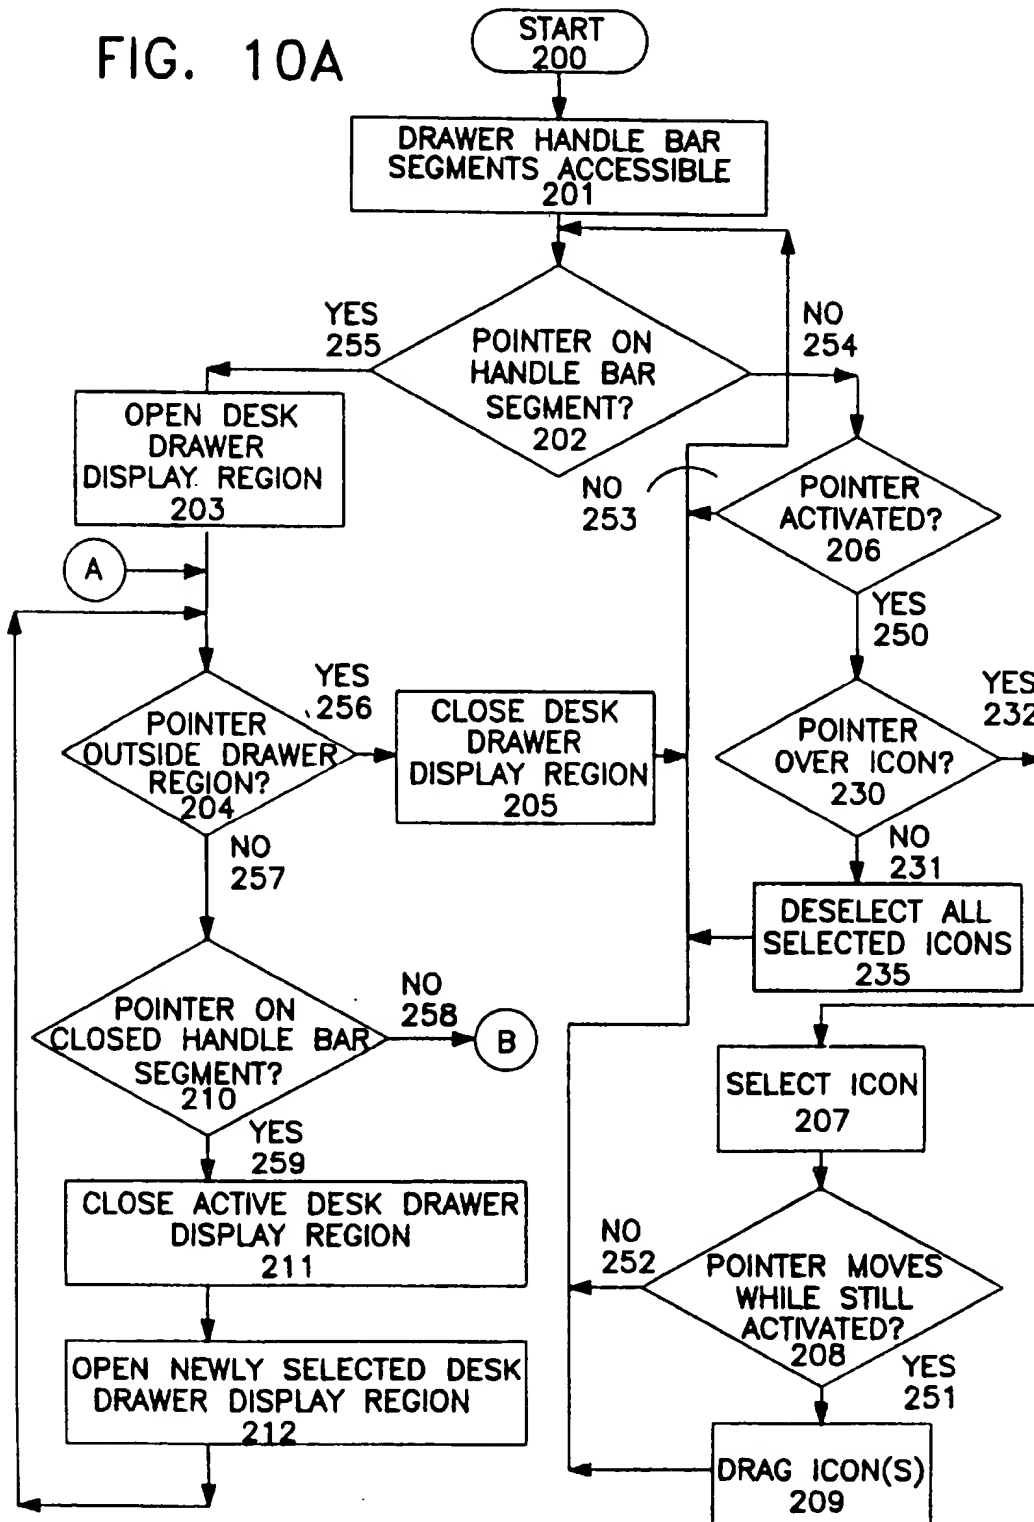 FIG. 10A
START
200
DRAWER HANDLE BAR
SEGMENTS ACCESSIBLE
201
YES
255
POINTER ON
HANDLE BAR
SEGMENT?
202
NO
254
OPEN DESK
DRAWER
DISPLAY REGION
203
NO
253
POINTER
ACTIVATED?
206
A
YES
250
POINTER
OUTSIDE DRAWER
REGION?
204
YES
256
CLOSE DESK
DRAWER
DISPLAY REGION
205
POINTER
OVER ICON?
230
YES
232
NO
257
NO
231
DESELECT ALL
SELECTED ICONS
235
POINTER ON
CLOSED HANDLE BAR
SEGMENT?
210
NO
258
B
SELECT ICON
207
YES
259
CLOSE ACTIVE DESK DRAWER
DISPLAY REGION
211
NO
252
POINTER MOVES
WHILE STILL
ACTIVATED?
208
YES
251
OPEN NEWLY SELECTED DESK
DRAWER DISPLAY REGION
212
DRAG ICON(S)
209